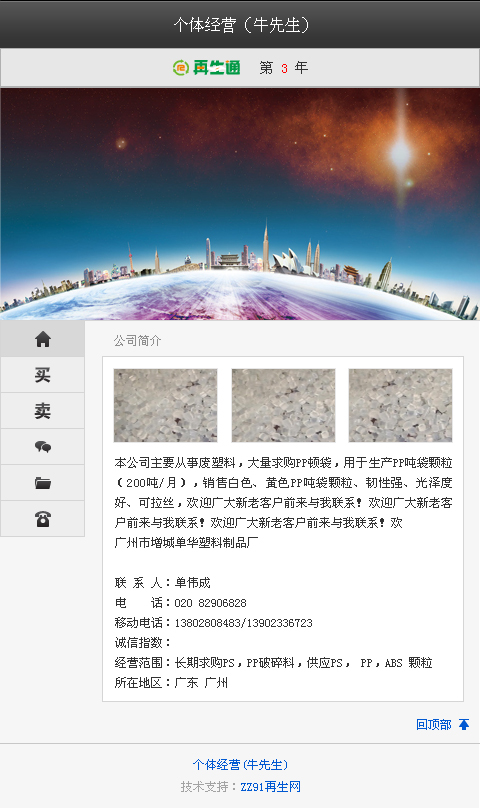 个体经营（牛先生）
再生通 第 3 年
买
卖
公司简介
本公司主要从事废塑料，大量求购PP顿袋，用于生产PP吨袋颗粒
（200吨/月），销售白色、黄色PP吨袋颗粒、韧性强、光泽度
好、可拉丝，欢迎广大新老客户前来与我联系！欢迎广大新老客
户前来与我联系！欢迎广大新老客户前来与我联系！欢
广州市增城单华塑料制品厂
联 系 人：单伟成
电 话：020 82906828
移动电话：13802808483/13902336723
诚信指数：
经营范围：长期求购PS，PP破碎料，供应PS， PP，ABS 颗粒
所在地区：广东 广州
回顶部
个体经营(牛先生)
技术支持：ZZ91再生网